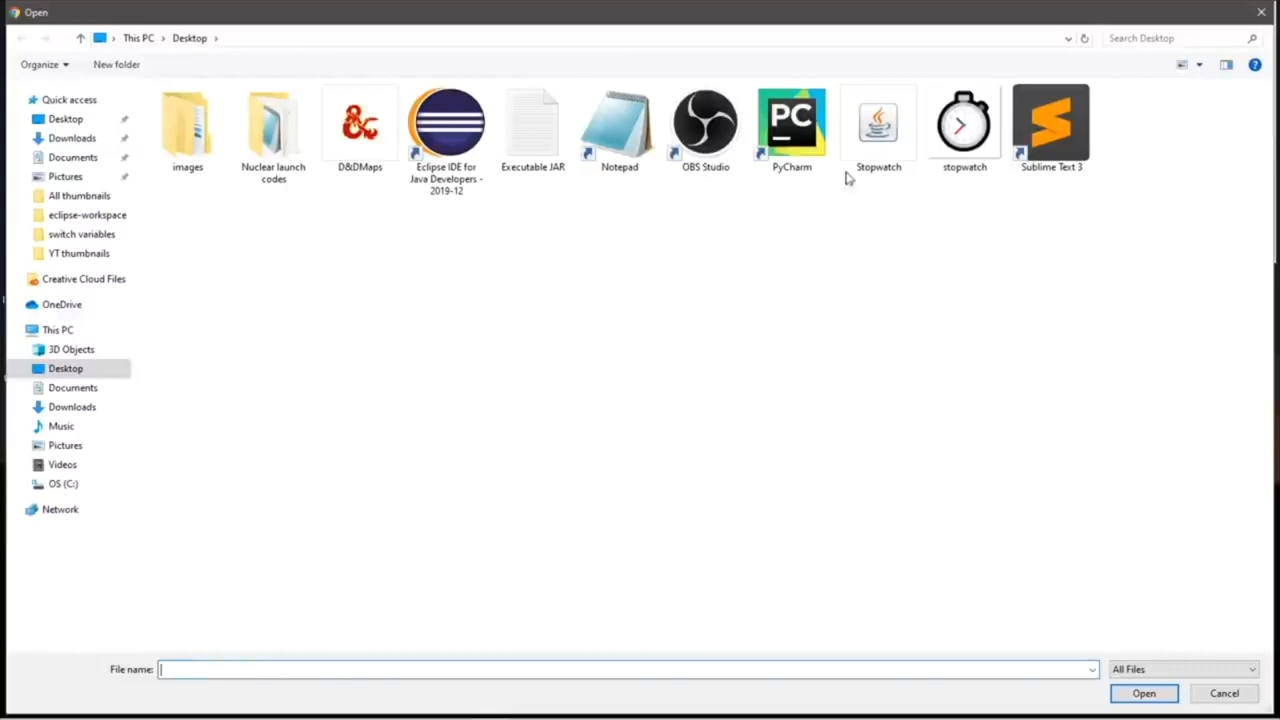 Open
This PC
Desktop
Search Desktop
Organize
New folder
Quick access
Desktop
Downloads
Documents
Pictures
All thumbnails
eclipse-workspace
switch variables
YT thumbnails
Creative Cloud Files
OneDrive
This PC
3D Objects
Desktop
Documents
Downloads
Music
Pictures
Videos
OS (C:)
Network
images
Nuclear launch
codes
D&DMaps
Eclipse IDE for
Java Developers -
2019-12
Executable JAR
Notepad
OBS Studio
PC
PyCharm
Stopwatch
stopwatch
Sublime Text 3
File name:
All Files
Open
Cancel